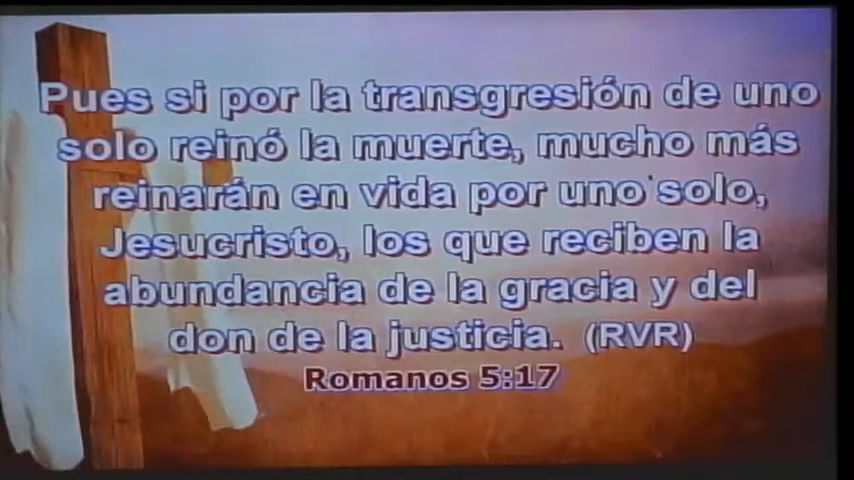 Pues si por la transgresión de uno
solo reinó la muerte, mucho más
reinarán en vida por uno solo,
Jesucristo, los que reciben la
abundancia de la gracia y del
don de la justicia. (RVR)
Romanos 5:17